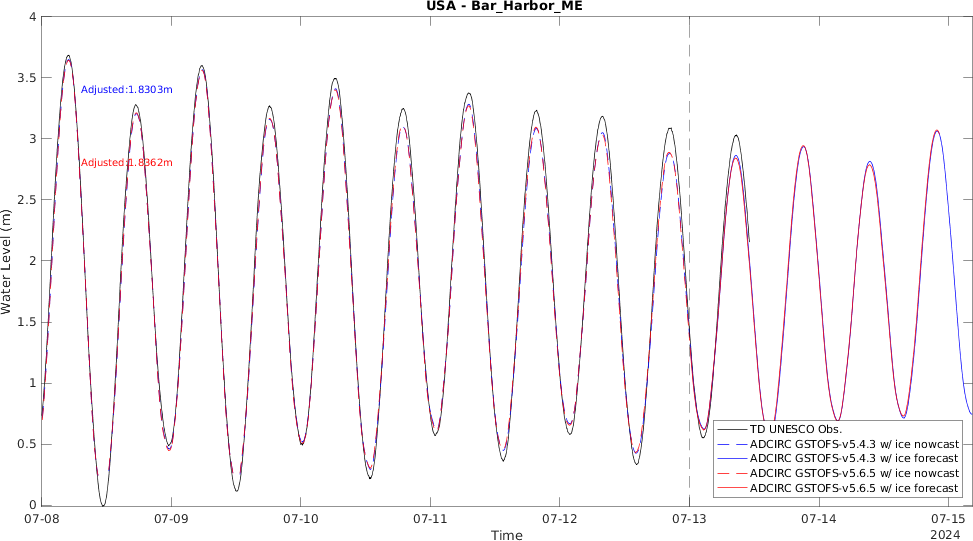 USA - Bar_Harbor_ME
4
3.5
3
2.5
2
1.5
1
0.5
0
Water Level (m)
Adjusted:1.8303m
Adjusted:1.8362m
TD UNESCO Obs.
ADCIRC GSTOFS-v5.4.3 w/ ice nowcast
ADCIRC GSTOFS-v5.4.3 w/ ice forecast
ADCIRC GSTOFS-v5.6.5 w/ ice nowcast
ADCIRC GSTOFS-v5.6.5 w/ ice forecast
07-08 07-09 07-10 07-11 07-12 07-13 07-14 07-15
Time
2024